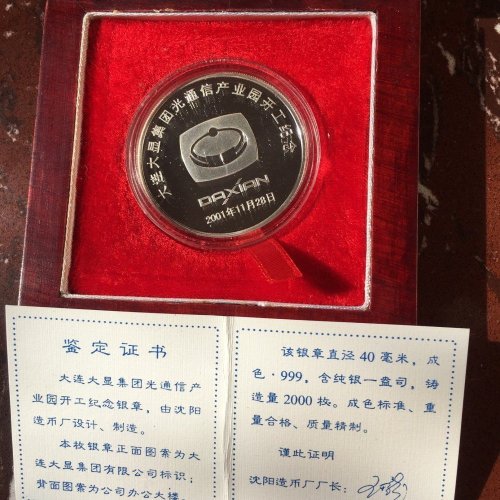 大连大显集团光通信产业园开工纪念
DAXIAN
2001年11月28日
鉴定证书
大连大显集团光通信产
业园开工纪念银章，由沈阳
造币厂设计、制造。
本枚银章正面图案为大
连大显集团有限公司标识；
背面图案为公司办公大楼。
该银章直径40毫米，成
色·999，含纯银一盎司，铸
造量2000枚。成色标准、重
量合格、质量精制。
谨此证明
沈阳造币厂厂长：